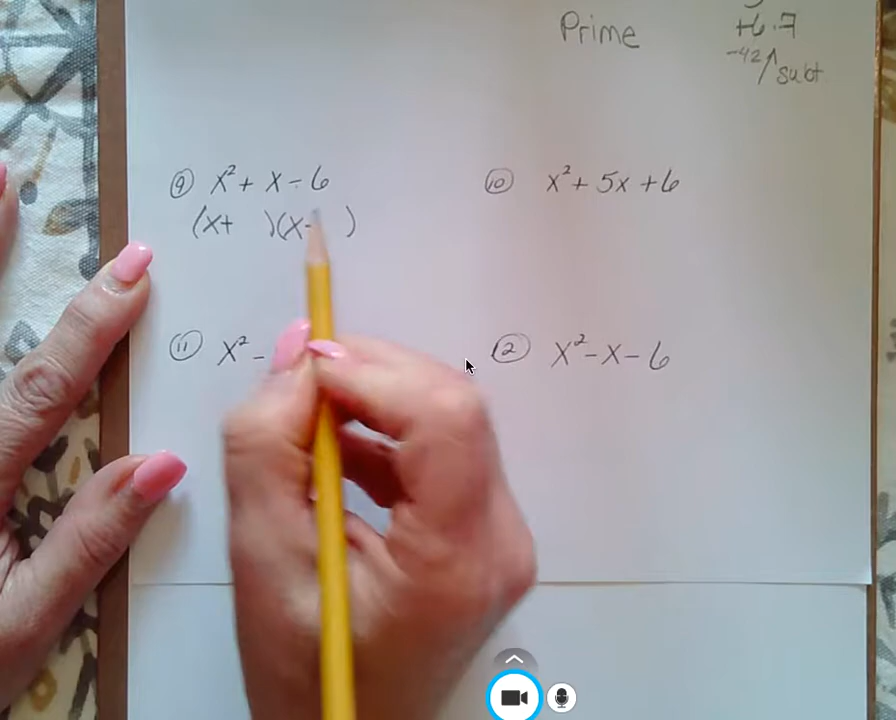 Prime +6·7
-42 ↑ subt
⑨ x² + x - 6 ⑩ x² + 5x + 6
(x+ )(x- )
⑪ x² - ⑫ x² - x - 6